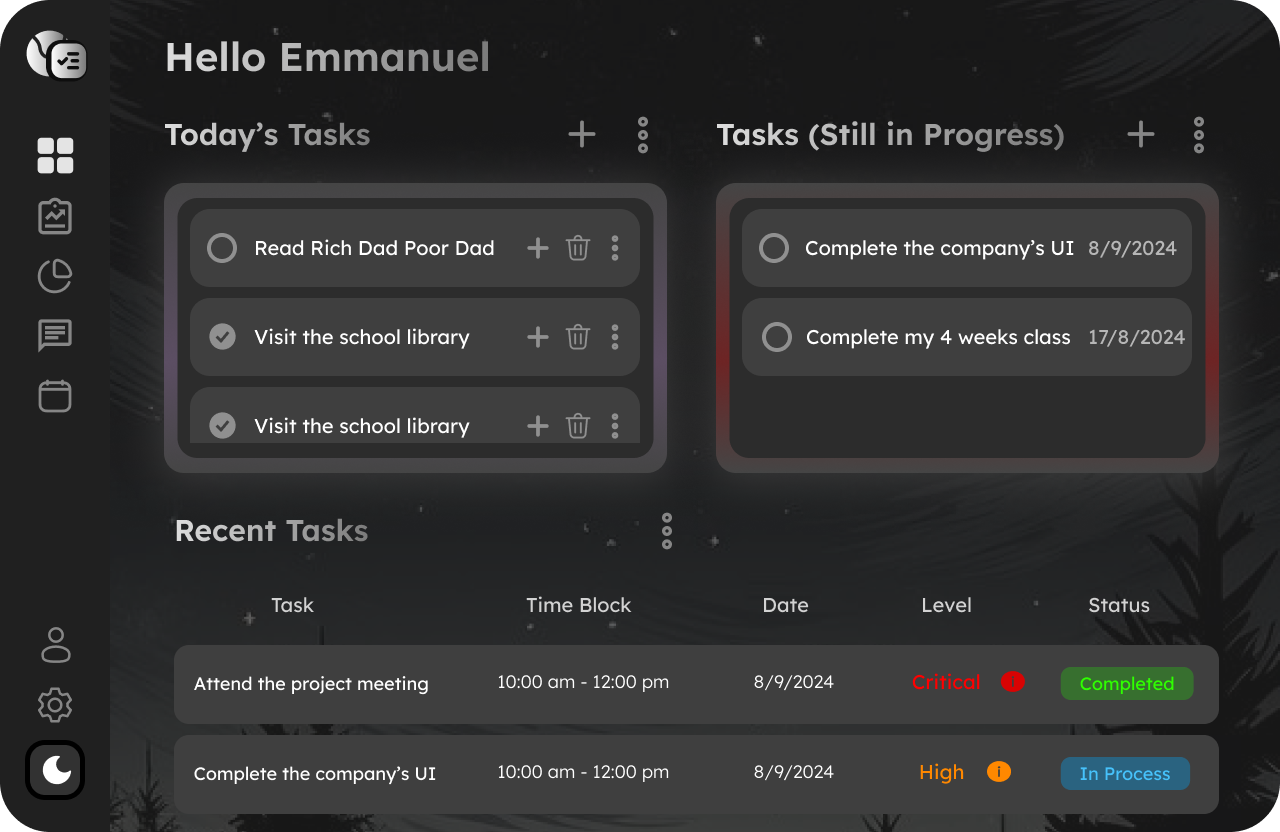 Hello Emmanuel
Today’s Tasks
Tasks (Still in Progress)
Read Rich Dad Poor Dad
Visit the school library
Visit the school library
Complete the company’s UI 8/9/2024
Complete my 4 weeks class 17/8/2024
Recent Tasks
Task Time Block Date Level Status
Attend the project meeting 10:00 am - 12:00 pm 8/9/2024 Critical i Completed
Complete the company’s UI 10:00 am - 12:00 pm 8/9/2024 High i In Process